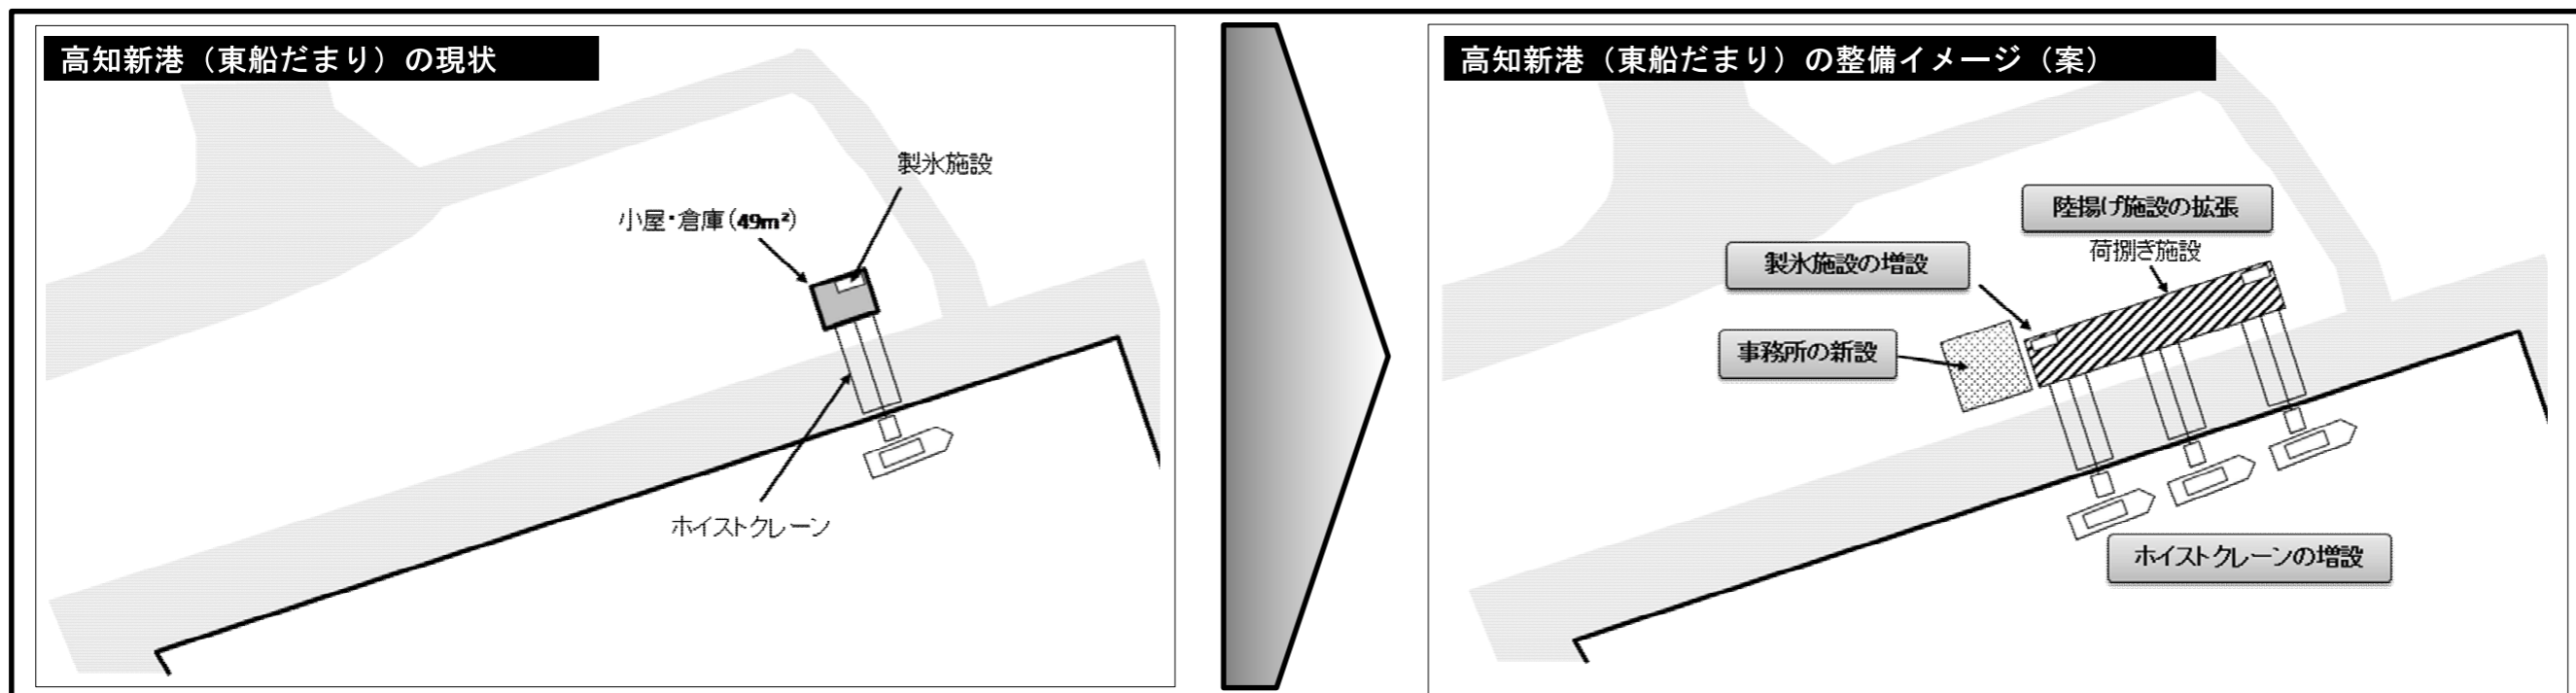 高知新港（東船だまり）の現状
製氷施設
小屋・倉庫（49m²）
ホイストクレーン
高知新港（東船だまり）の整備イメージ（案）
陸揚げ施設の拡張
荷捌き施設
製氷施設の増設
事務所の新設
ホイストクレーンの増設